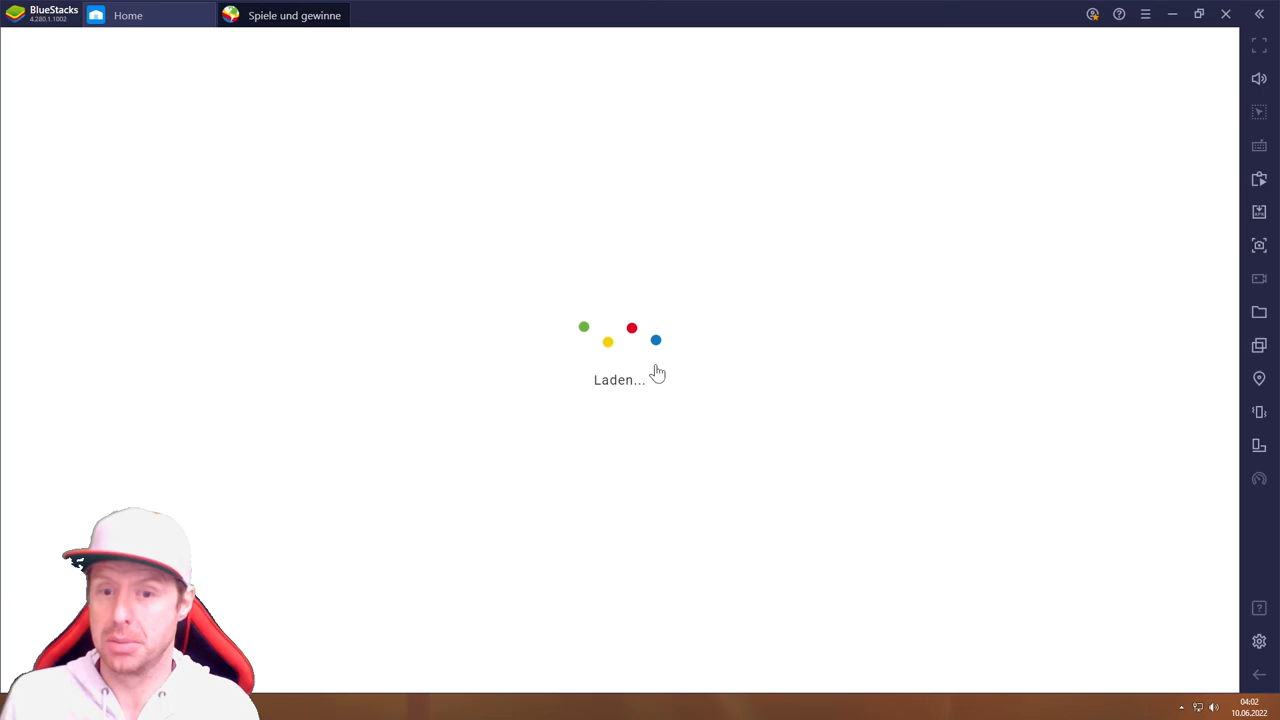 BlueStacks
4.280.1.1002
Home
Spiele und gewinne
Laden...
04:02
10.06.2022